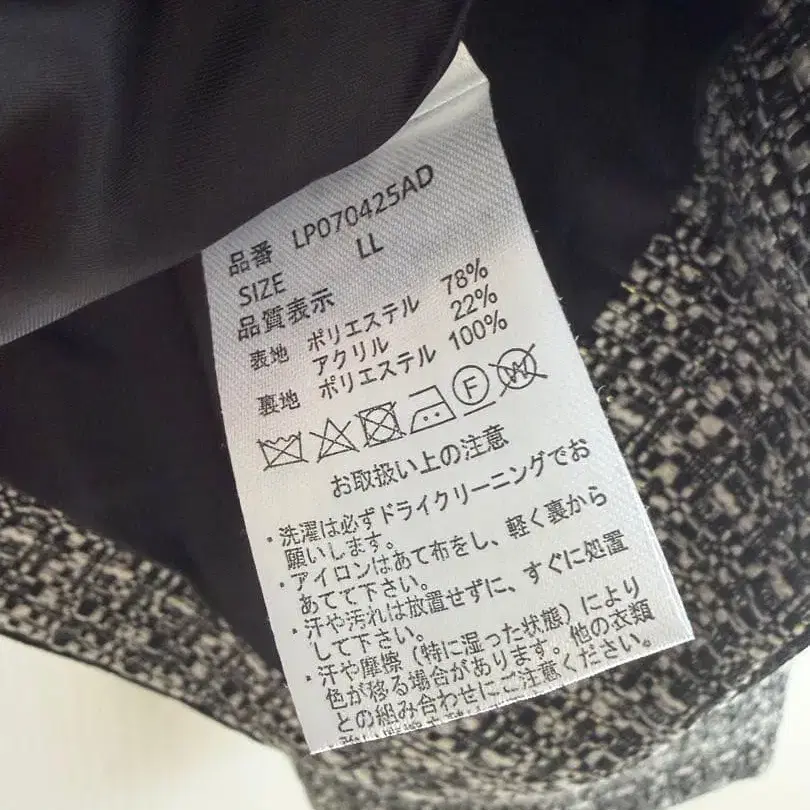 品番 LP070425AD
SIZE LL
品質表示
表地 ポリエステル 78%
アクリル 22%
裏地 ポリエステル 100%
F W
お取扱い上の注意
・洗濯は必ずドライクリーニングでお
願いします。
・アイロンはあて布をし、軽く裏から
あてて下さい。
・汗や汚れは放置せずに、すぐに処置
して下さい。
・汗や摩擦（特に湿った状態）により
色が移る場合があります。他の衣類
との組み合わせにご注意ください。